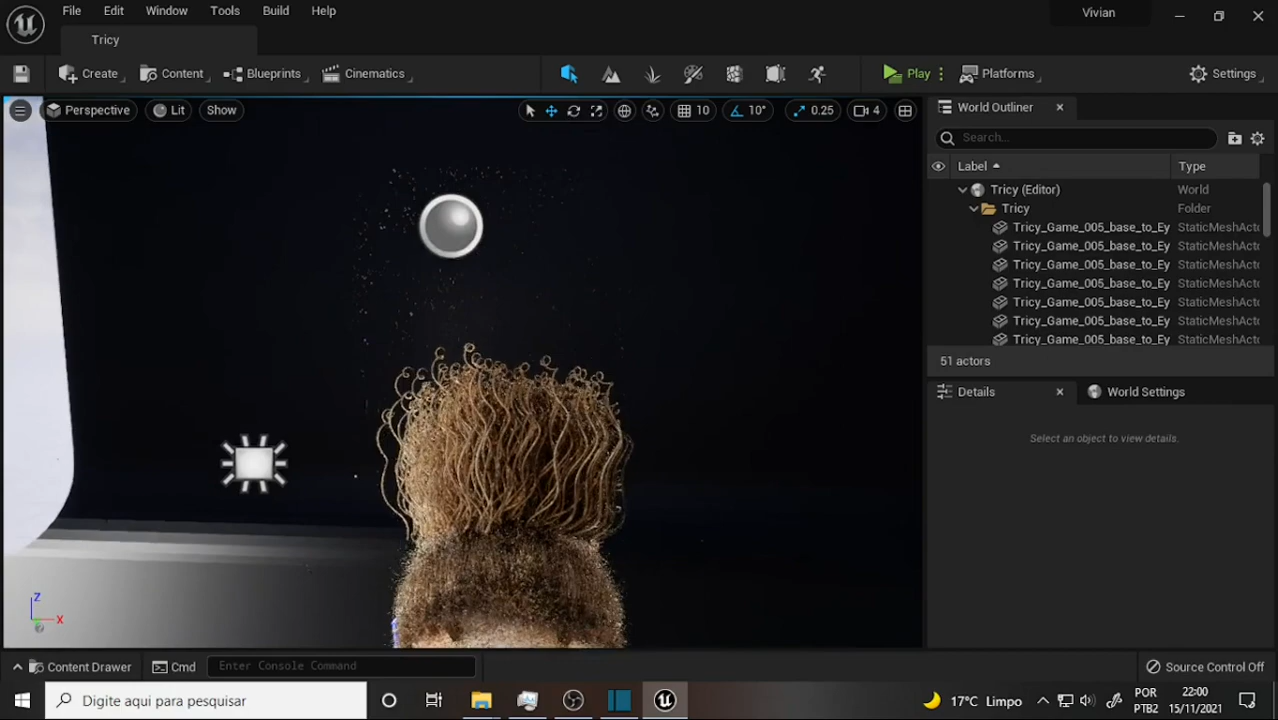 File Edit Window Tools Build Help
Vivian
Tricy
Create Content Blueprints Cinematics Play Platforms Settings
Perspective Lit Show 10 10° 0.25 4
World Outliner
Search...
Label Type
Tricy (Editor) World
Tricy Folder
Tricy_Game_005_base_to_Ey StaticMeshActo
Tricy_Game_005_base_to_Ey StaticMeshActo
Tricy_Game_005_base_to_Ey StaticMeshActo
Tricy_Game_005_base_to_Ey StaticMeshActo
Tricy_Game_005_base_to_Ey StaticMeshActo
Tricy_Game_005_base_to_Ey StaticMeshActo
Tricy_Game_005_base_to_Ey StaticMeshActo
51 actors
Details World Settings
Select an object to view details.
Z
X
Content Drawer Cmd Enter Console Command Source Control Off
Digite aqui para pesquisar
17°C Limpo
POR
PTB2
22:00
15/11/2021